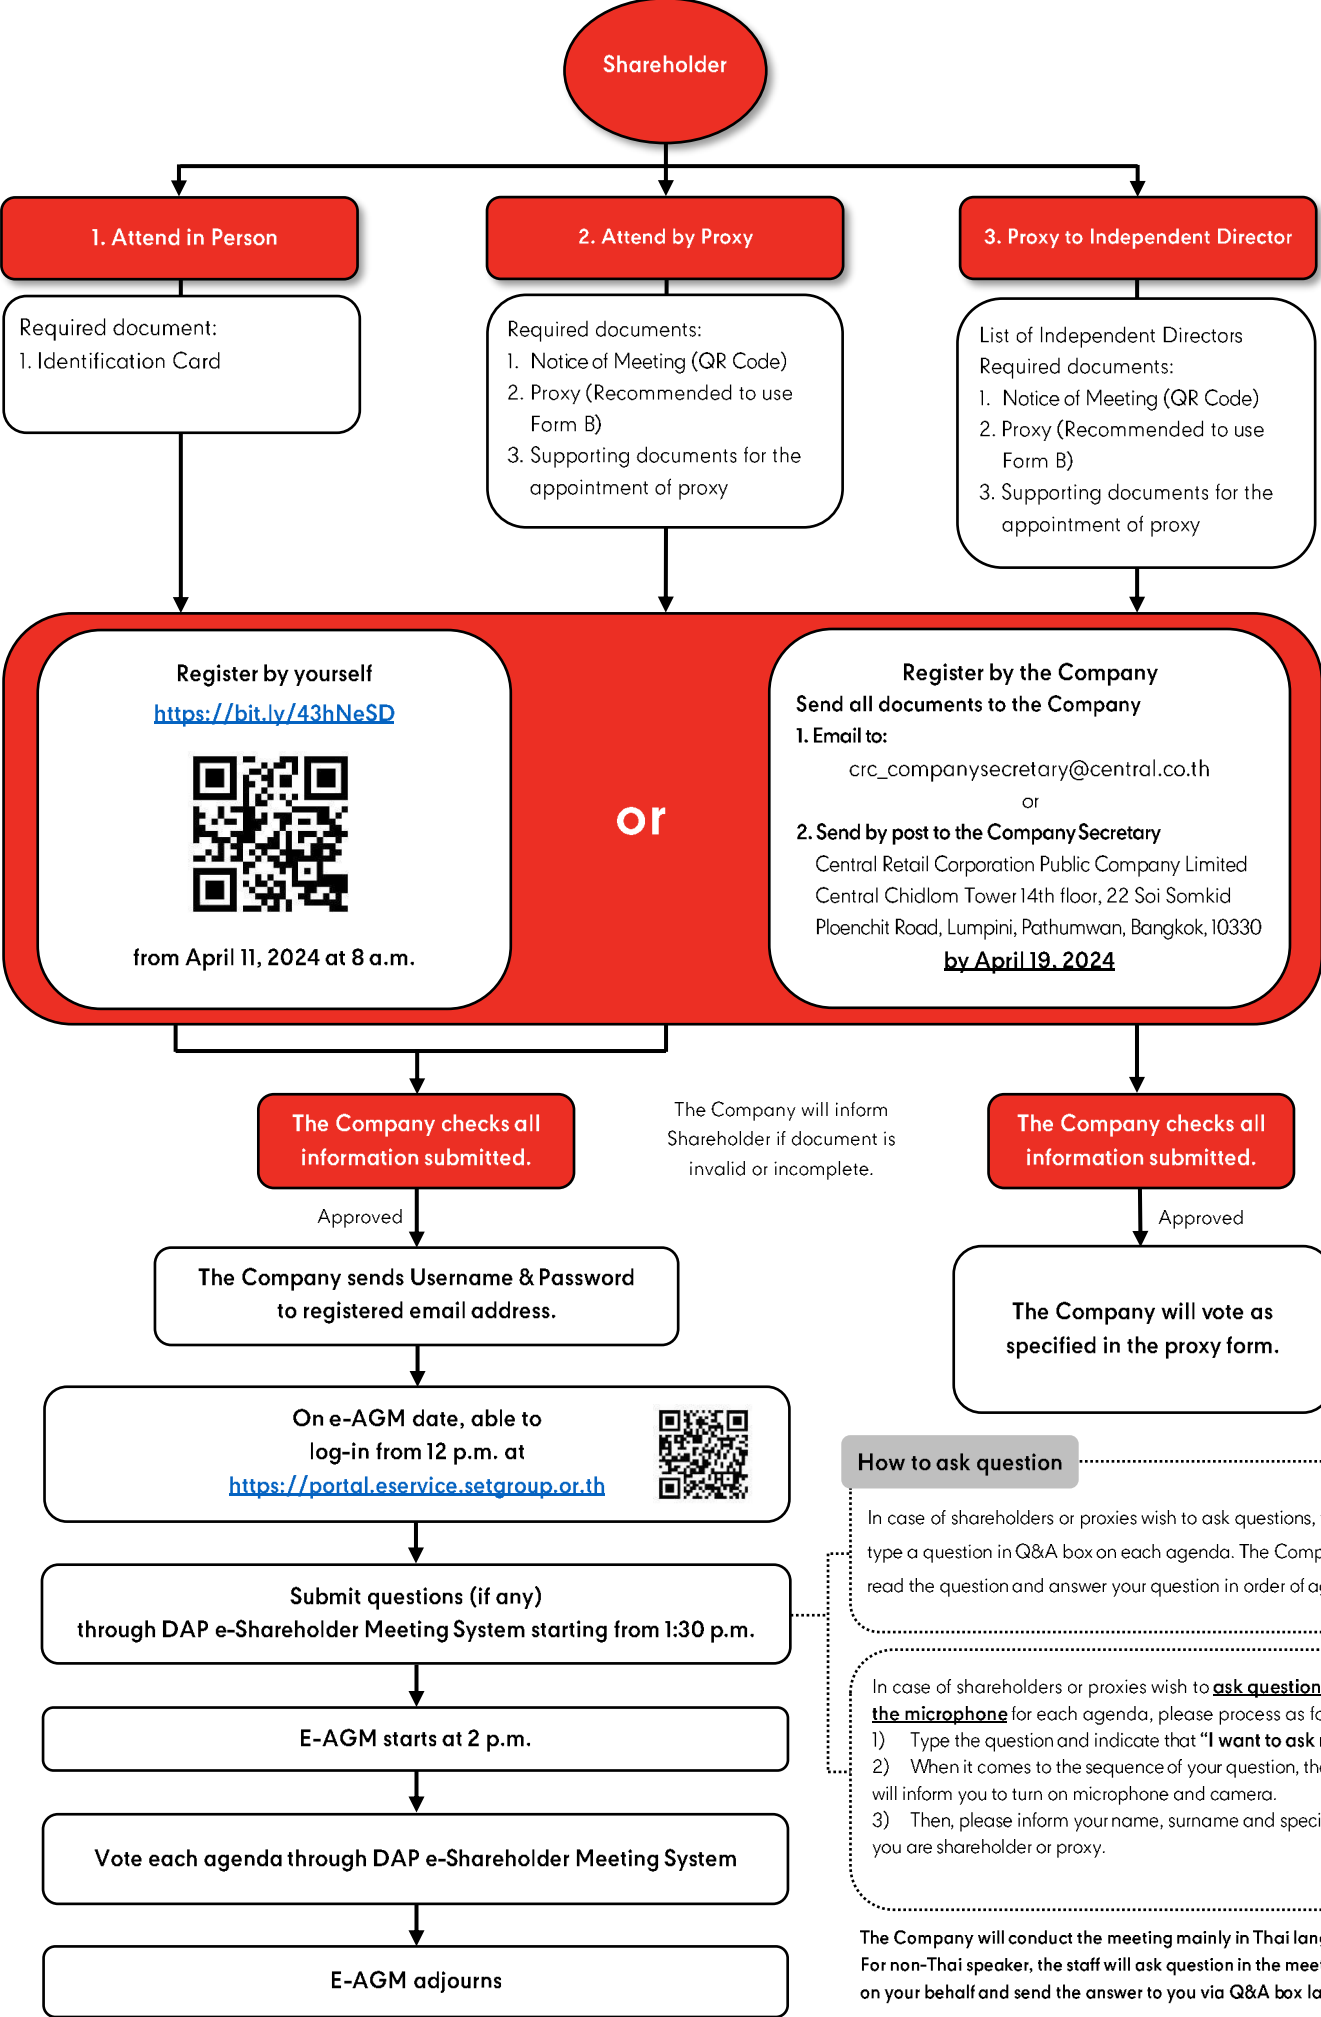 Shareholder
1. Attend in Person
2. Attend by Proxy
3. Proxy to Independent Director
Required document:
1. Identification Card
Required documents:
1. Notice of Meeting (QR Code)
2. Proxy (Recommended to use
Form B)
3. Supporting documents for the
appointment of proxy
List of Independent Directors
Required documents:
1. Notice of Meeting (QR Code)
2. Proxy (Recommended to use
Form B)
3. Supporting documents for the
appointment of proxy
Register by yourself
https://bit.ly/43hNeSD
from April 11, 2024 at 8 a.m.
or
Register by the Company
Send all documents to the Company
1. Email to:
crc_companysecretary@central.co.th
or
2. Send by post to the Company Secretary
Central Retail Corporation Public Company Limited
Central Chidlom Tower 14th floor, 22 Soi Somkid
Ploenchit Road, Lumpini, Pathumwan, Bangkok, 10330
by April 19, 2024
The Company checks all
information submitted.
The Company will inform
Shareholder if document is
invalid or incomplete.
The Company checks all
information submitted.
Approved
Approved
The Company sends Username & Password
to registered email address.
The Company will vote as
specified in the proxy form.
On e-AGM date, able to
log-in from 12 p.m. at
https://portal.eservice.setgroup.or.th
How to ask question
In case of shareholders or proxies wish to ask questions,
type a question in Q&A box on each agenda. The Comp
read the question and answer your question in order of ag
Submit questions (if any)
through DAP e-Shareholder Meeting System starting from 1:30 p.m.
In case of shareholders or proxies wish to ask question
the microphone for each agenda, please process as fo
1) Type the question and indicate that "I want to ask
2) When it comes to the sequence of your question, the
will inform you to turn on microphone and camera.
3) Then, please inform your name, surname and speci
you are shareholder or proxy.
E-AGM starts at 2 p.m.
Vote each agenda through DAP e-Shareholder Meeting System
E-AGM adjourns
The Company will conduct the meeting mainly in Thai lang
For non-Thai speaker, the staff will ask question in the meet
on your behalf and send the answer to you via Q&A box la